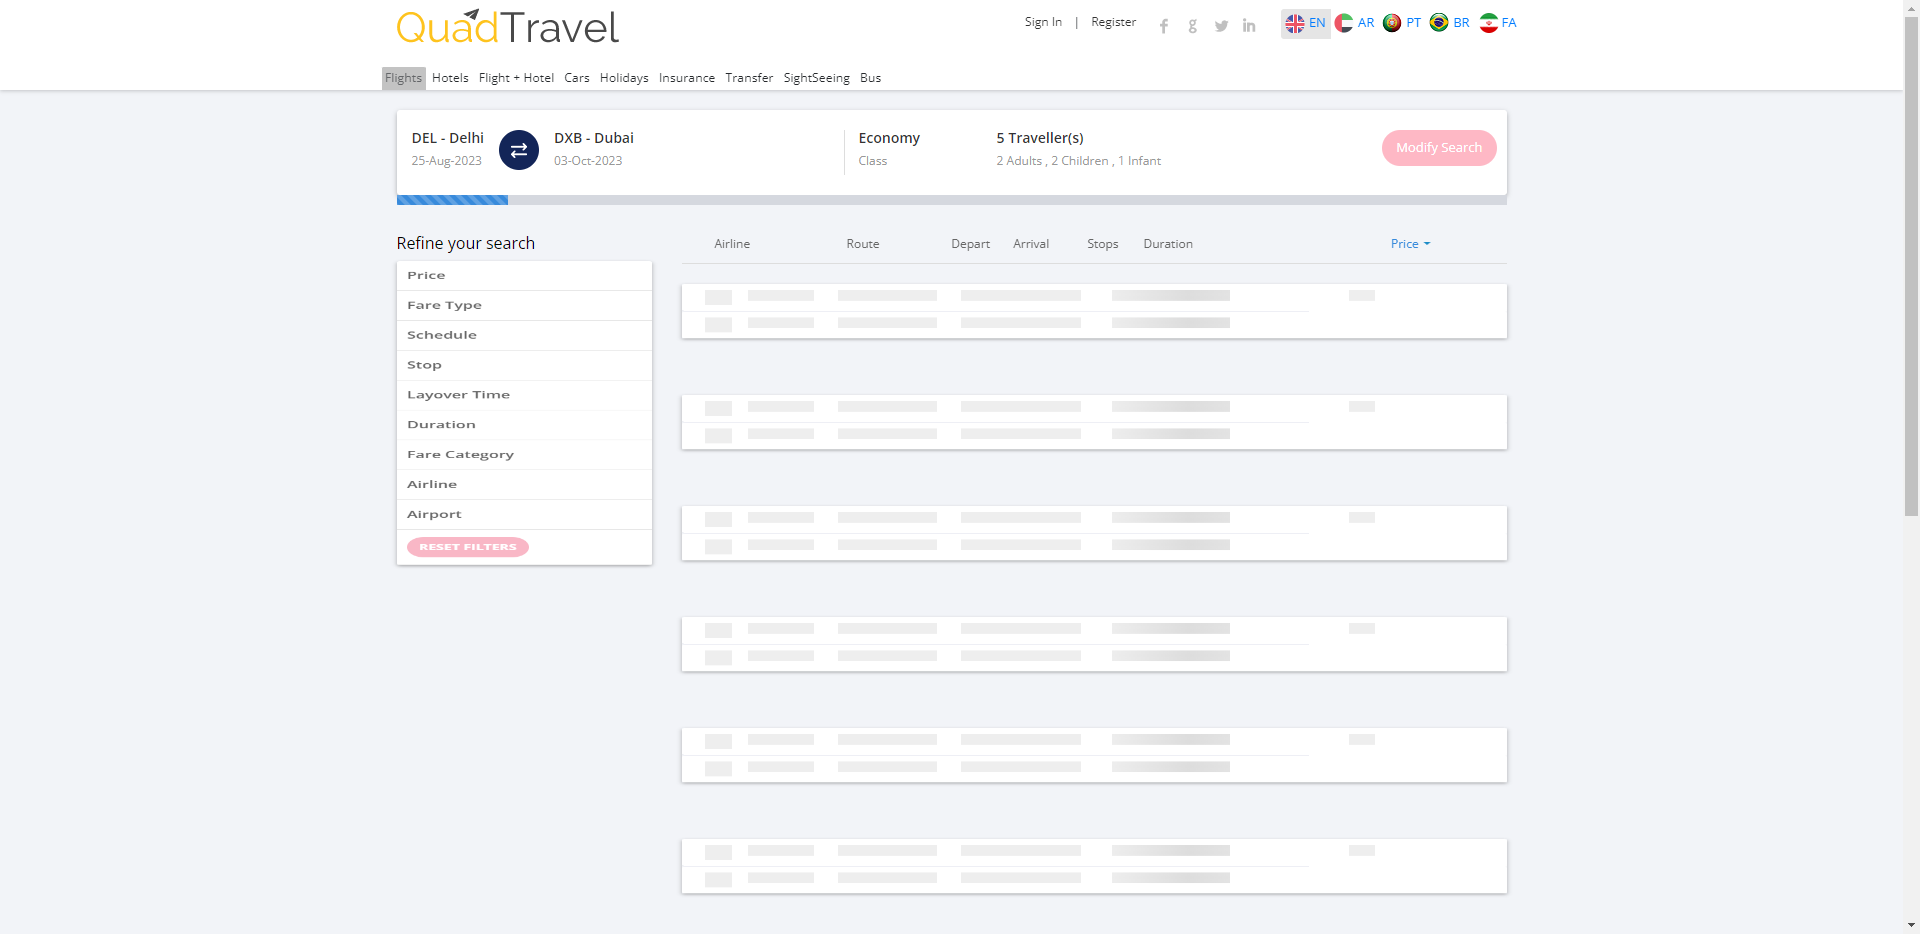 QuadTravel
Sign In | Register
EN AR PT BR FA
Flights Hotels Flight + Hotel Cars Holidays Insurance Transfer SightSeeing Bus
DEL - Delhi DXB - Dubai Economy 5 Traveller(s)
25-Aug-2023 03-Oct-2023 Class 2 Adults , 2 Children , 1 Infant
Modify Search
Refine your search
Airline Route Depart Arrival Stops Duration Price
Price
Fare Type
Schedule
Stop
Layover Time
Duration
Fare Category
Airline
Airport
RESET FILTERS